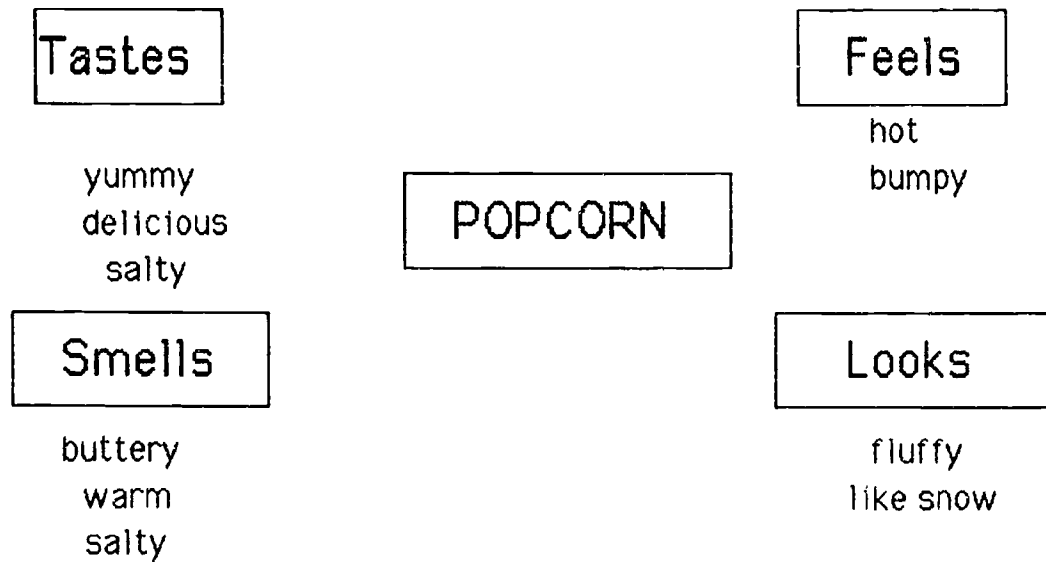 Tastes
yummy
delicious
salty
Feels
hot
bumpy
POPCORN
Smells
buttery
warm
salty
Looks
fluffy
like snow